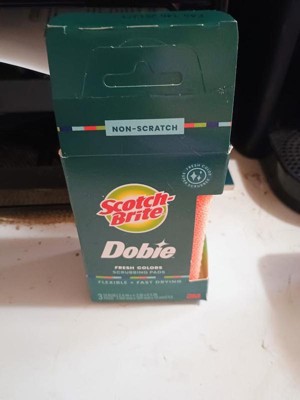 NON-SCRATCH
Scotch-
Brite
Dobie
FRESH COLORS
SCRUBBING PADS
FLEXIBLE • FAST DRYING
3M